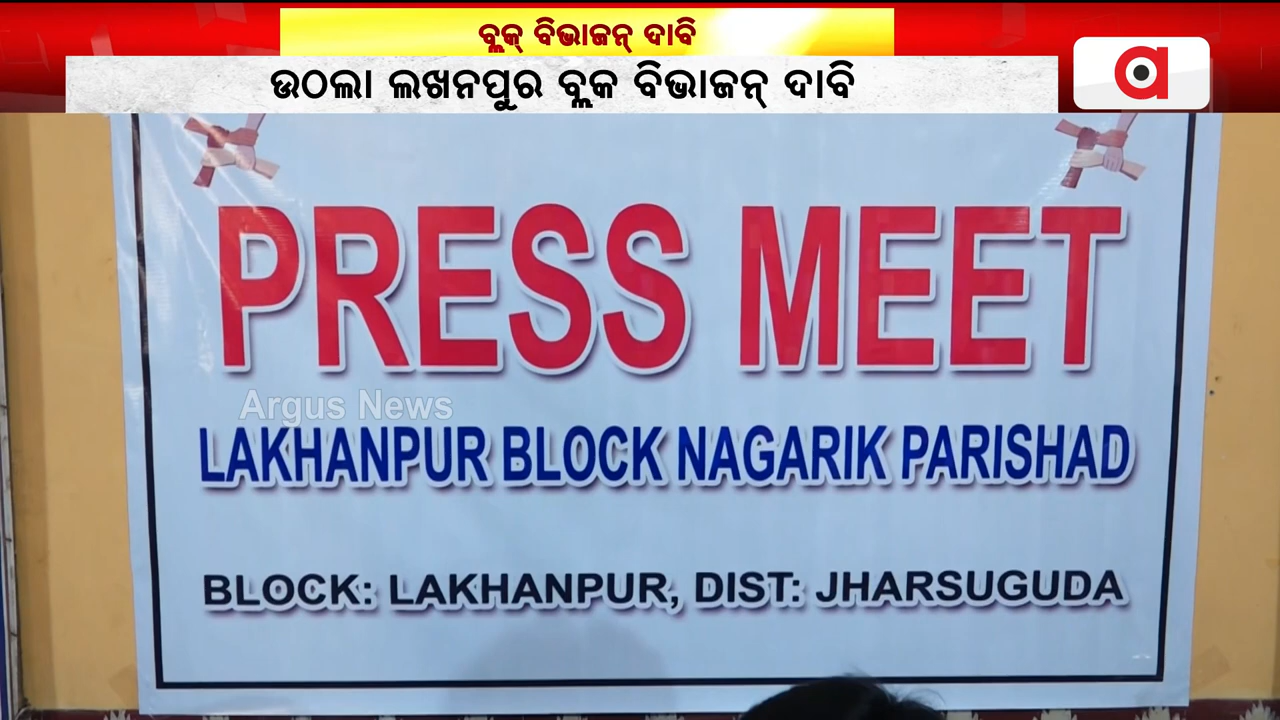 ବ୍ଲକ୍ ବିଭାଜନ୍ ଦାବି
ଉଠିଲା ଲଖନପୁର ବ୍ଲକ ବିଭାଜନ୍ ଦାବି
a
PRESS MEET
Argus News
LAKHANPUR BLOCK NAGARIK PARISHAD
BLOCK: LAKHANPUR, DIST: JHARSUGUDA